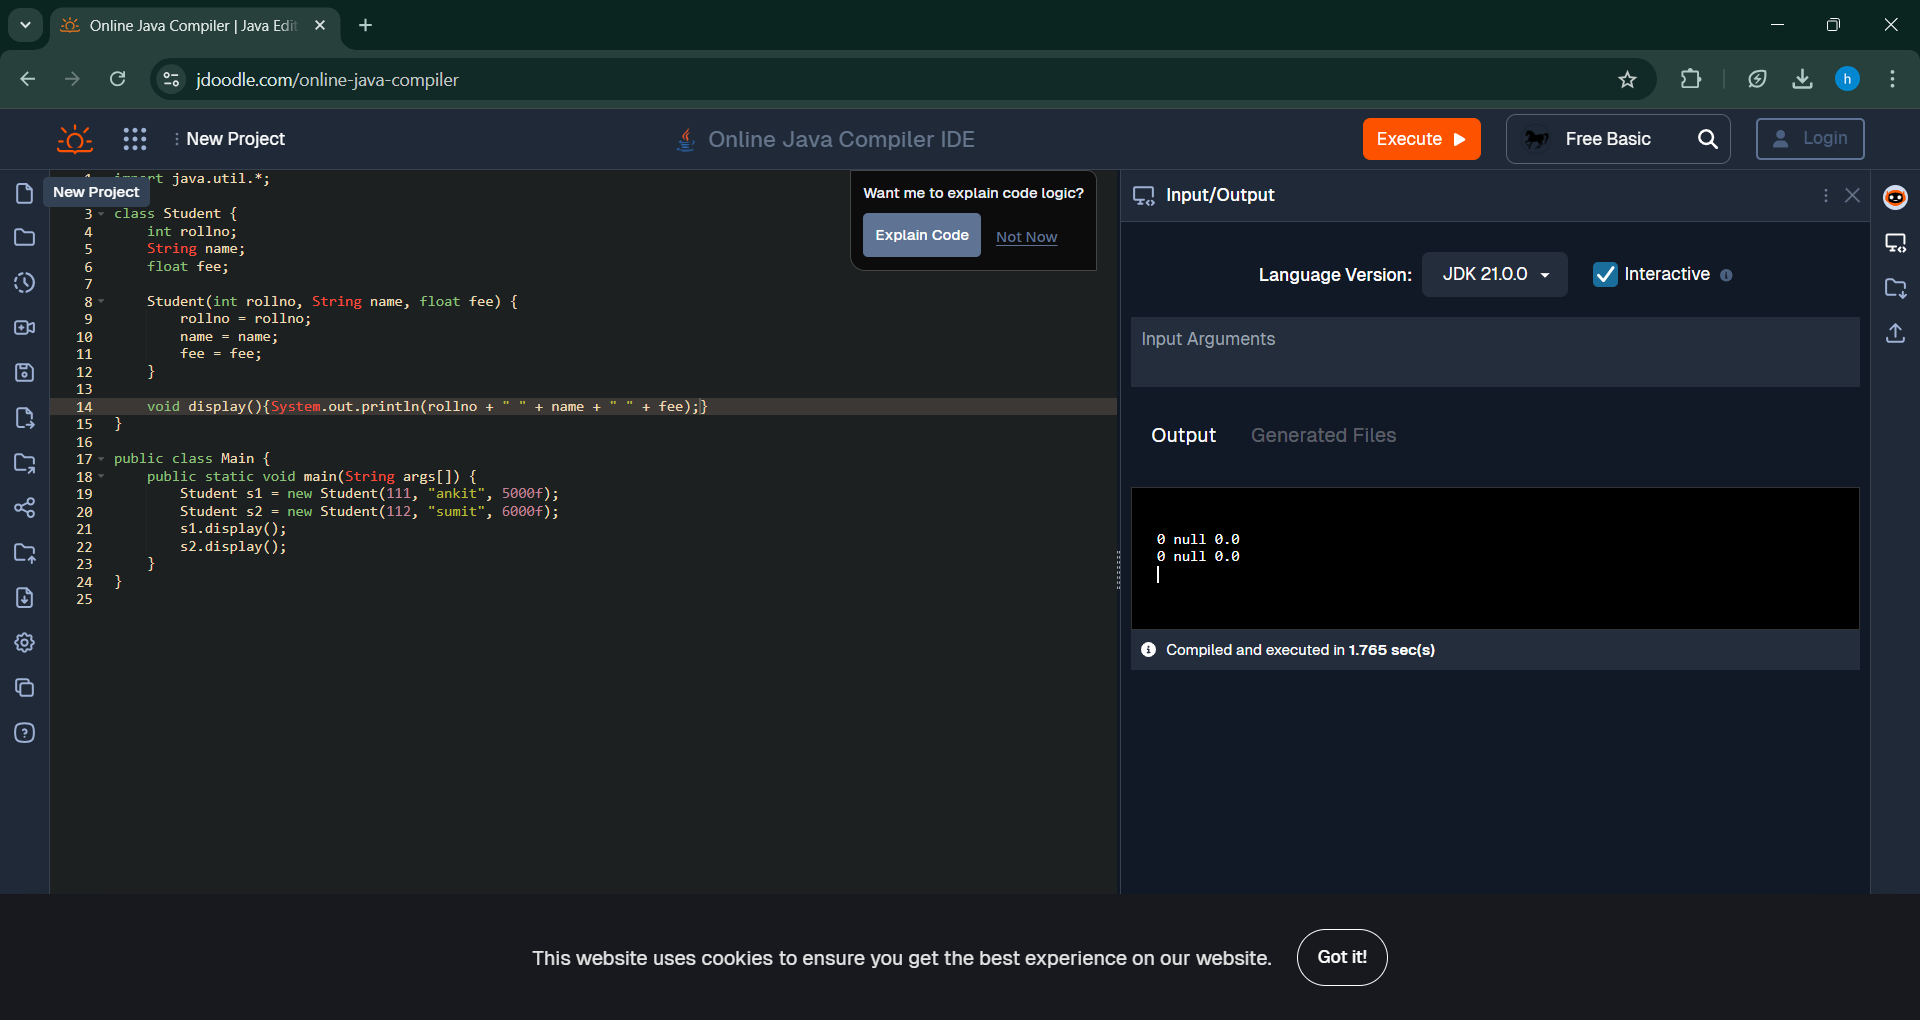 Online Java Compiler | Java Edit
jdoodle.com/online-java-compiler
h
New Project
Online Java Compiler IDE
Execute
Free Basic
Login
New Project
java.util.*;
3 class Student {
4 int rollno;
5 String name;
6 float fee;
7
8 Student(int rollno, String name, float fee) {
9 rollno = rollno;
10 name = name;
11 fee = fee;
12 }
13
14 void display(){System.out.println(rollno + " " + name + " " + fee);}
15 }
16
17 public class Main {
18 public static void main(String args[]) {
19 Student s1 = new Student(111, "ankit", 5000f);
20 Student s2 = new Student(112, "sumit", 6000f);
21 s1.display();
22 s2.display();
23 }
24 }
25
Want me to explain code logic?
Explain Code
Not Now
Input/Output
Language Version:
JDK 21.0.0
Interactive
Input Arguments
Output
Generated Files
0 null 0.0
0 null 0.0
Compiled and executed in 1.765 sec(s)
This website uses cookies to ensure you get the best experience on our website.
Got it!